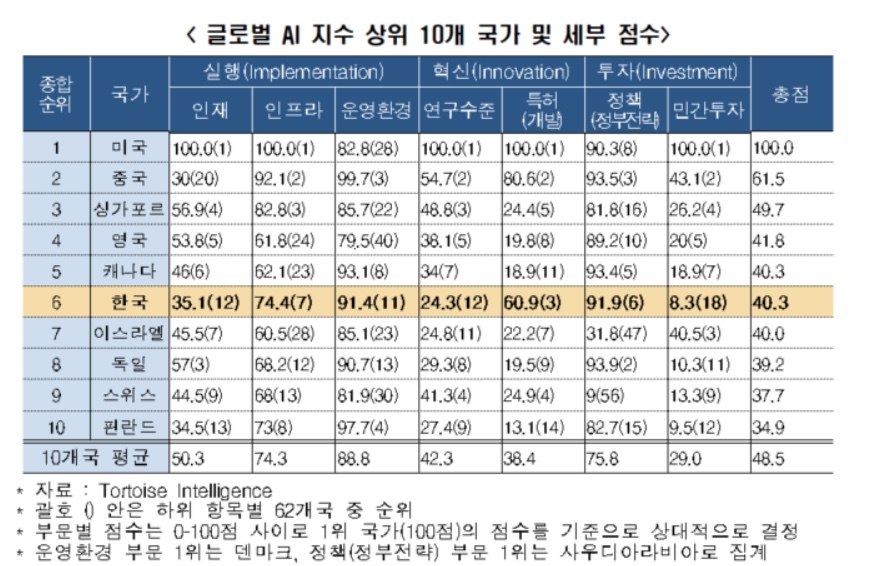 < 글로벌 AI 지수 상위 10개 국가 및 세부 점수>
종합순위 국가 실행(Implementation) 혁신(Innovation) 투자(Investment) 총점
인재 인프라 운영환경 연구수준 특허(개발) 정책(정부전략) 민간투자
1 미국 100.0(1) 100.0(1) 82.8(28) 100.0(1) 100.0(1) 90.3(8) 100.0(1) 100.0
2 중국 30(20) 92.1(2) 99.7(3) 54.7(2) 80.6(2) 93.5(3) 43.1(2) 61.5
3 싱가포르 56.9(4) 82.8(3) 85.7(22) 48.8(3) 24.4(5) 81.8(16) 26.2(4) 49.7
4 영국 53.8(5) 61.8(24) 79.5(40) 38.1(5) 19.8(8) 89.2(10) 20(5) 41.8
5 캐나다 46(6) 62.1(23) 93.1(8) 34(7) 18.9(11) 93.4(5) 18.9(7) 40.3
6 한국 35.1(12) 74.4(7) 91.4(11) 24.3(12) 60.9(3) 91.9(6) 8.3(18) 40.3
7 이스라엘 45.5(7) 60.5(28) 85.1(23) 24.8(11) 22.2(7) 31.8(47) 40.5(3) 40.0
8 독일 57(3) 68.2(12) 90.7(13) 29.3(8) 19.5(9) 93.9(2) 10.3(11) 39.2
9 스위스 44.5(9) 68(13) 81.9(30) 41.3(4) 24.9(4) 9(56) 13.3(9) 37.7
10 핀란드 34.5(13) 73(8) 97.7(4) 27.4(9) 13.1(14) 82.7(15) 9.5(12) 34.9
10개국 평균 50.3 74.3 88.8 42.3 38.4 75.8 29.0 48.5
* 자료 : Tortoise Intelligence
* 괄호 () 안은 하위 항목별 62개국 중 순위
* 부문별 점수는 0-100점 사이로 1위 국가(100점)의 점수를 기준으로 상대적으로 결정
* 운영환경 부문 1위는 덴마크, 정책(정부전략) 부문 1위는 사우디아라비아로 집계